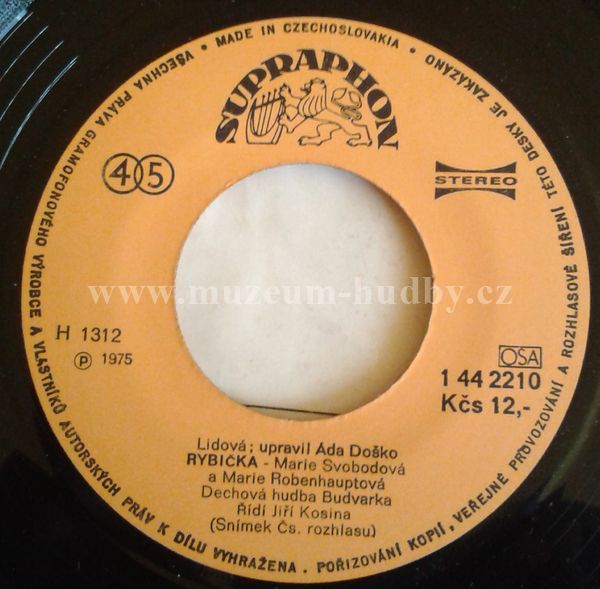 VŠECHNA PRÁVA GRAMOFONOVÉHO VÝROBCE A VLASTNÍKŮ AUTORSKÝCH PRÁV K DÍLU VYHRAŽENA. POŘIZOVÁNÍ KOPIÍ, VEŘEJNÉ PROVOZOVÁNÍ A ROZHLASOVÉ ŠÍŘENÍ TÉTO DESKY JE ZAKÁZÁNO • MADE IN CZECHOSLOVAKIA •
SUPRAPHON
45
STEREO
www.muzeum-hudby.cz
H 1312
Ⓟ 1975
OSA
1 44 2210
Kčs 12,-
Lidová; upravil Áda Doško
RYBIČKA - Marie Svobodová
a Marie Robenhauptová
Dechová hudba Budvarka
Řídí Jiří Kosina
(Snímek Čs. rozhlasu)